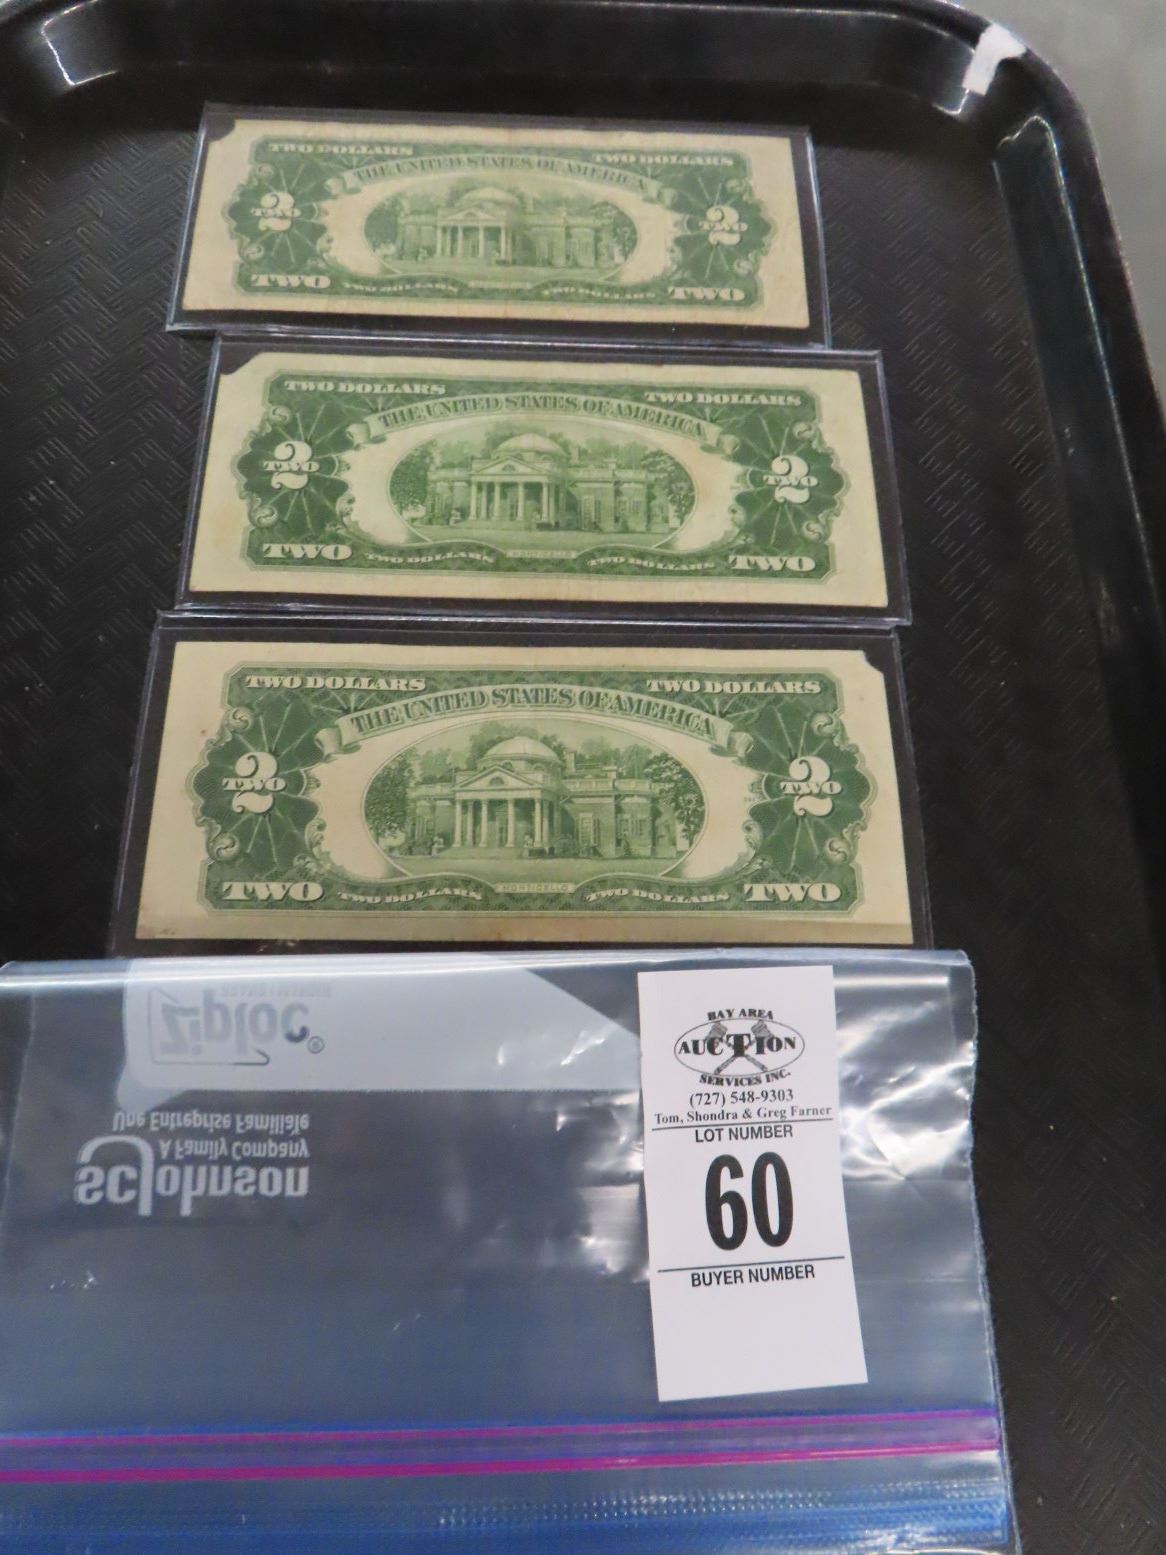 TWO DOLLARS TWO DOLLARS
THE UNITED STATES OF AMERICA
2 2
TWO TWO
TWO TWO DOLLARS TWO DOLLARS TWO
TWO DOLLARS TWO DOLLARS
THE UNITED STATES OF AMERICA
2 2
TWO TWO
TWO TWO DOLLARS MONTICELLO TWO DOLLARS TWO
TWO DOLLARS TWO DOLLARS
THE UNITED STATES OF AMERICA
2 2
TWO TWO
TWO TWO DOLLARS MONTICELLO TWO DOLLARS TWO
Ziploc®
Une Entreprise Familiale
A Family Company
SC Johnson
BAY AREA
AUCTION
SERVICES INC.
(727) 548-9303
Tom, Shondra & Greg Farner
LOT NUMBER
60
BUYER NUMBER